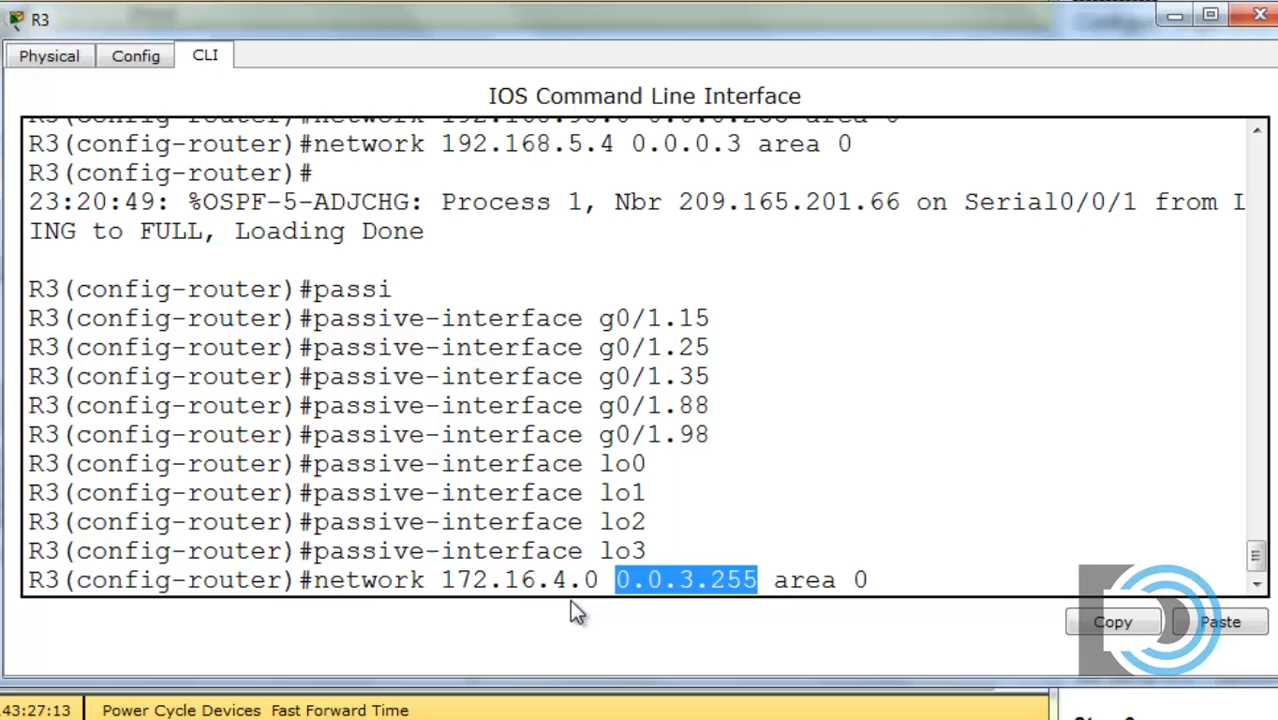 R3
Physical
Config
CLI
IOS Command Line Interface
R3(config-router)#network 192.168.5.4 0.0.0.3 area 0
R3(config-router)#
23:20:49: %OSPF-5-ADJCHG: Process 1, Nbr 209.165.201.66 on Serial0/0/1 from L
ING to FULL, Loading Done
R3(config-router)#passi
R3(config-router)#passive-interface g0/1.15
R3(config-router)#passive-interface g0/1.25
R3(config-router)#passive-interface g0/1.35
R3(config-router)#passive-interface g0/1.88
R3(config-router)#passive-interface g0/1.98
R3(config-router)#passive-interface lo0
R3(config-router)#passive-interface lo1
R3(config-router)#passive-interface lo2
R3(config-router)#passive-interface lo3
R3(config-router)#network 172.16.4.0 0.0.3.255 area 0
Copy
Paste
.43:27:13
Power Cycle Devices Fast Forward Time